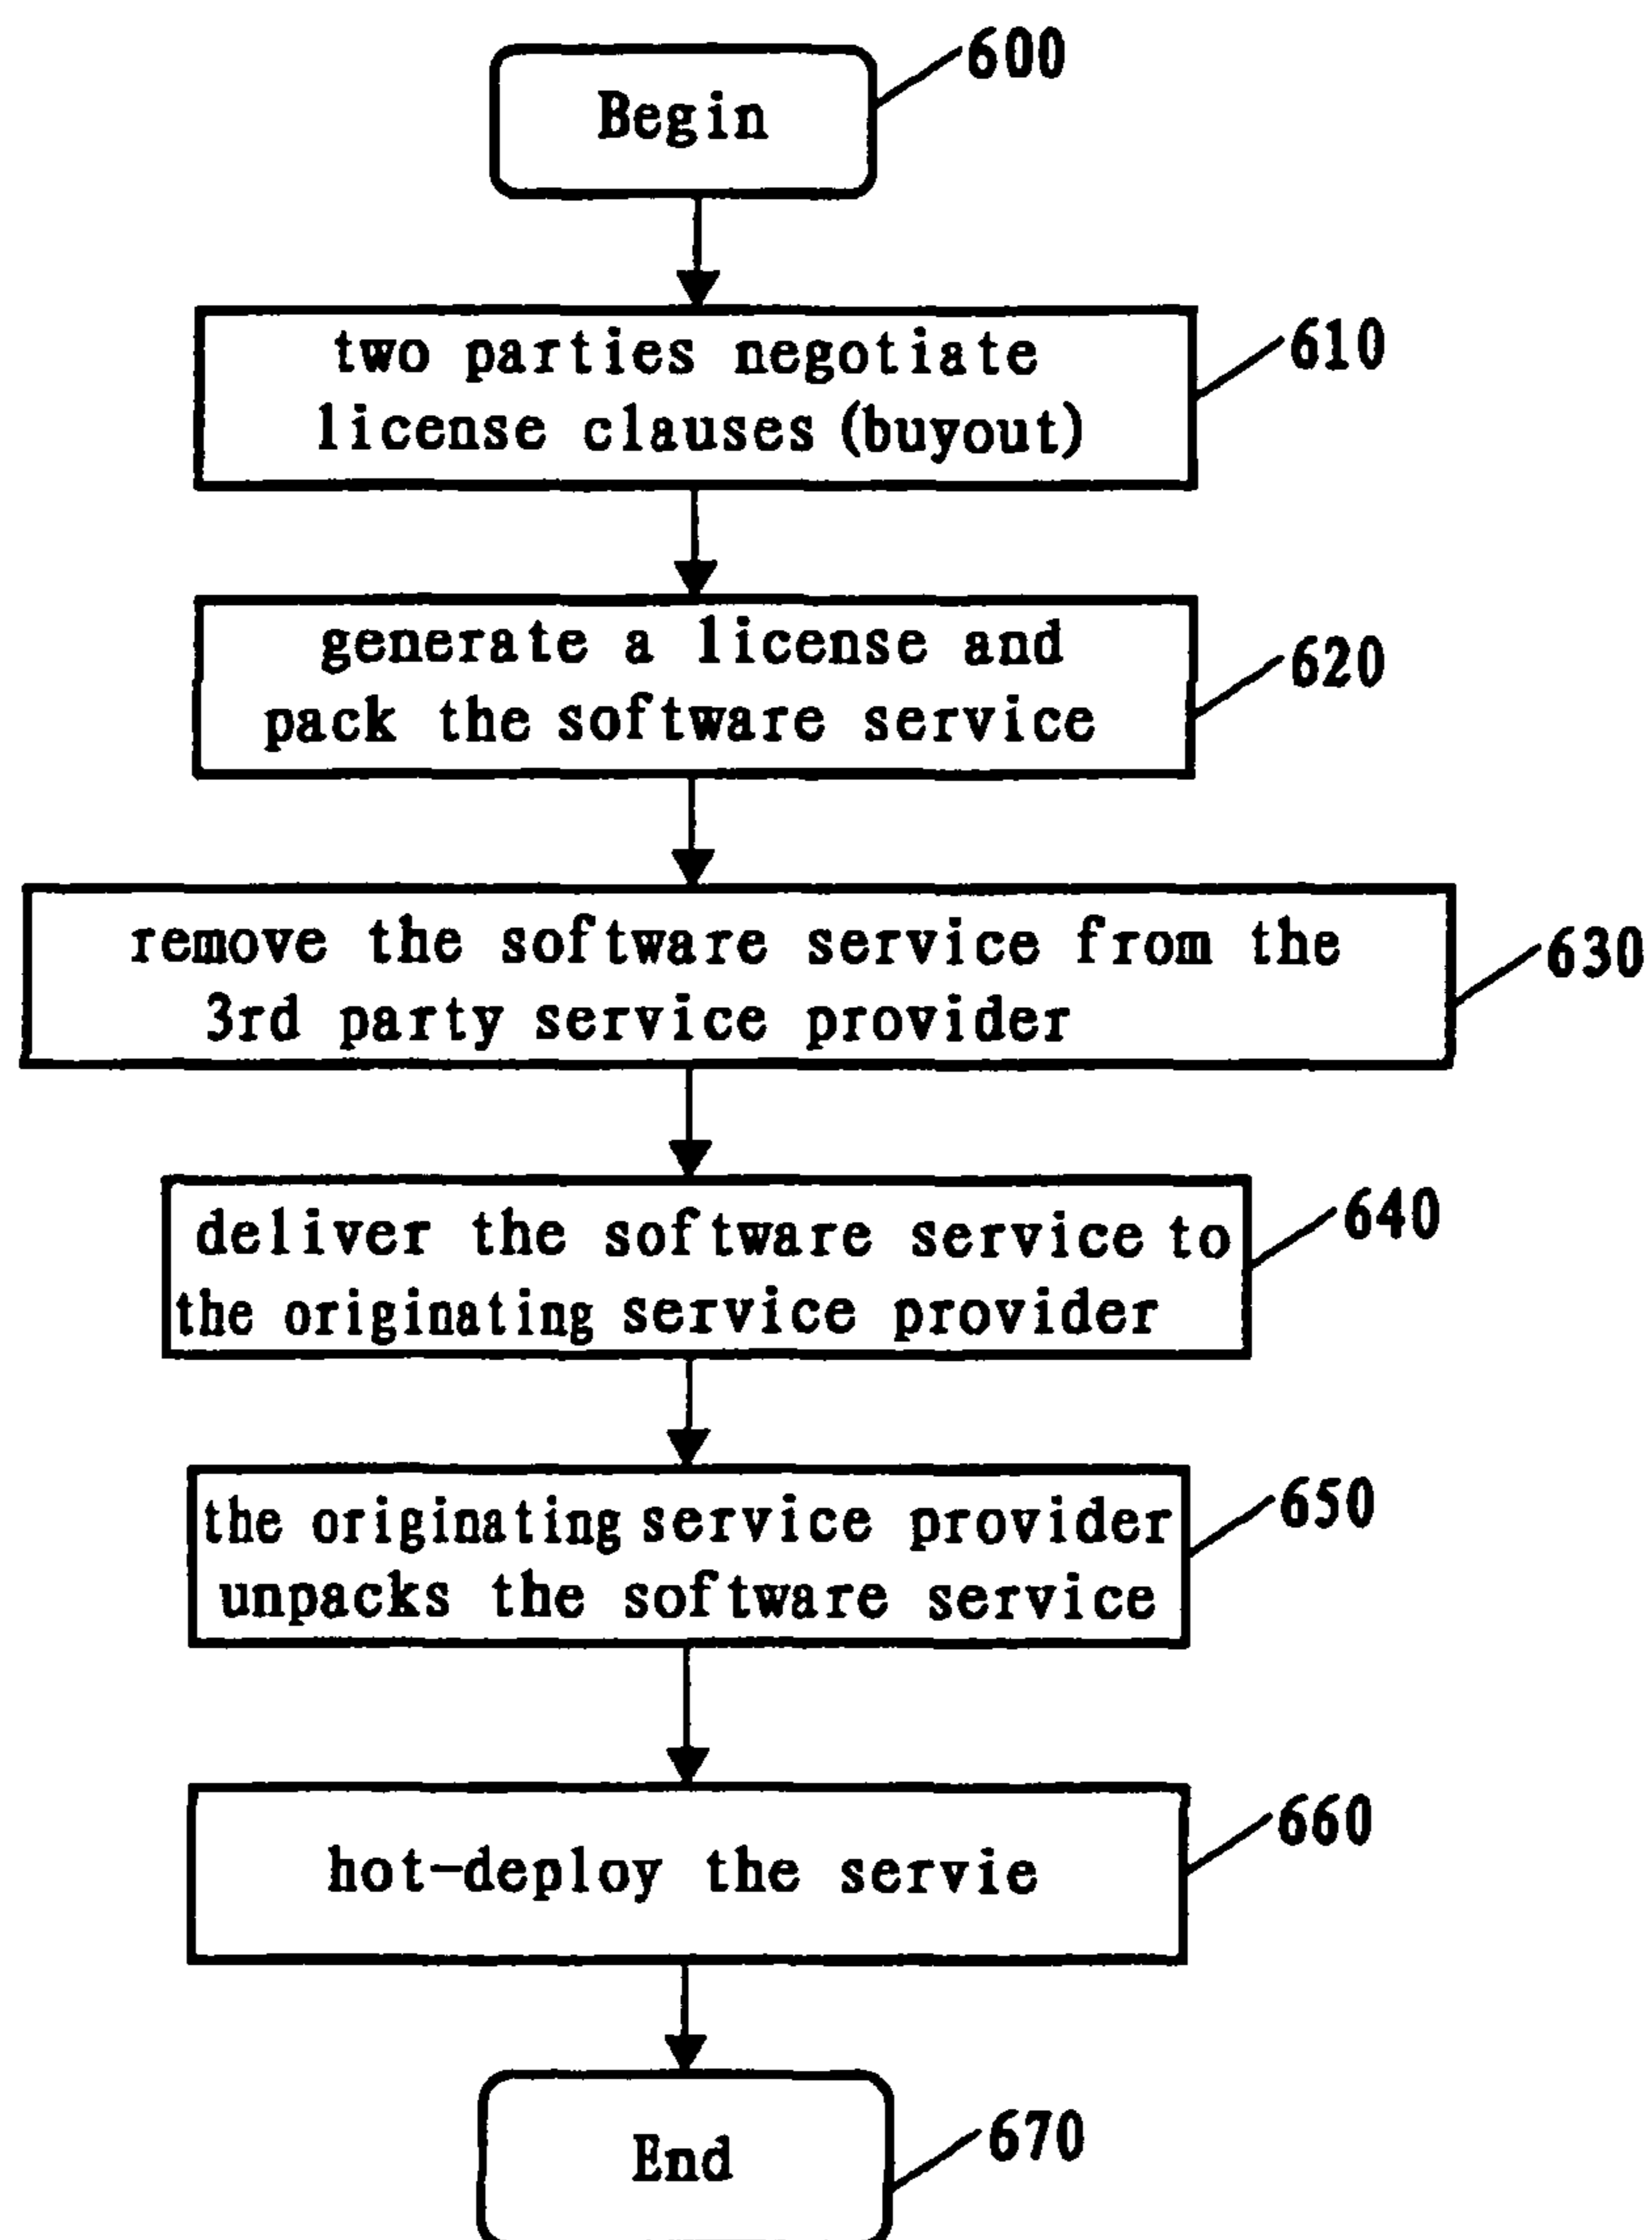 Begin
600
two parties negotiate
license clauses (buyout)
610
generate a license and
pack the software service
620
remove the software service from the
3rd party service provider
630
deliver the software service to
the originating service provider
640
the originating service provider
unpacks the software service
650
hot-deploy the servie
660
End
670